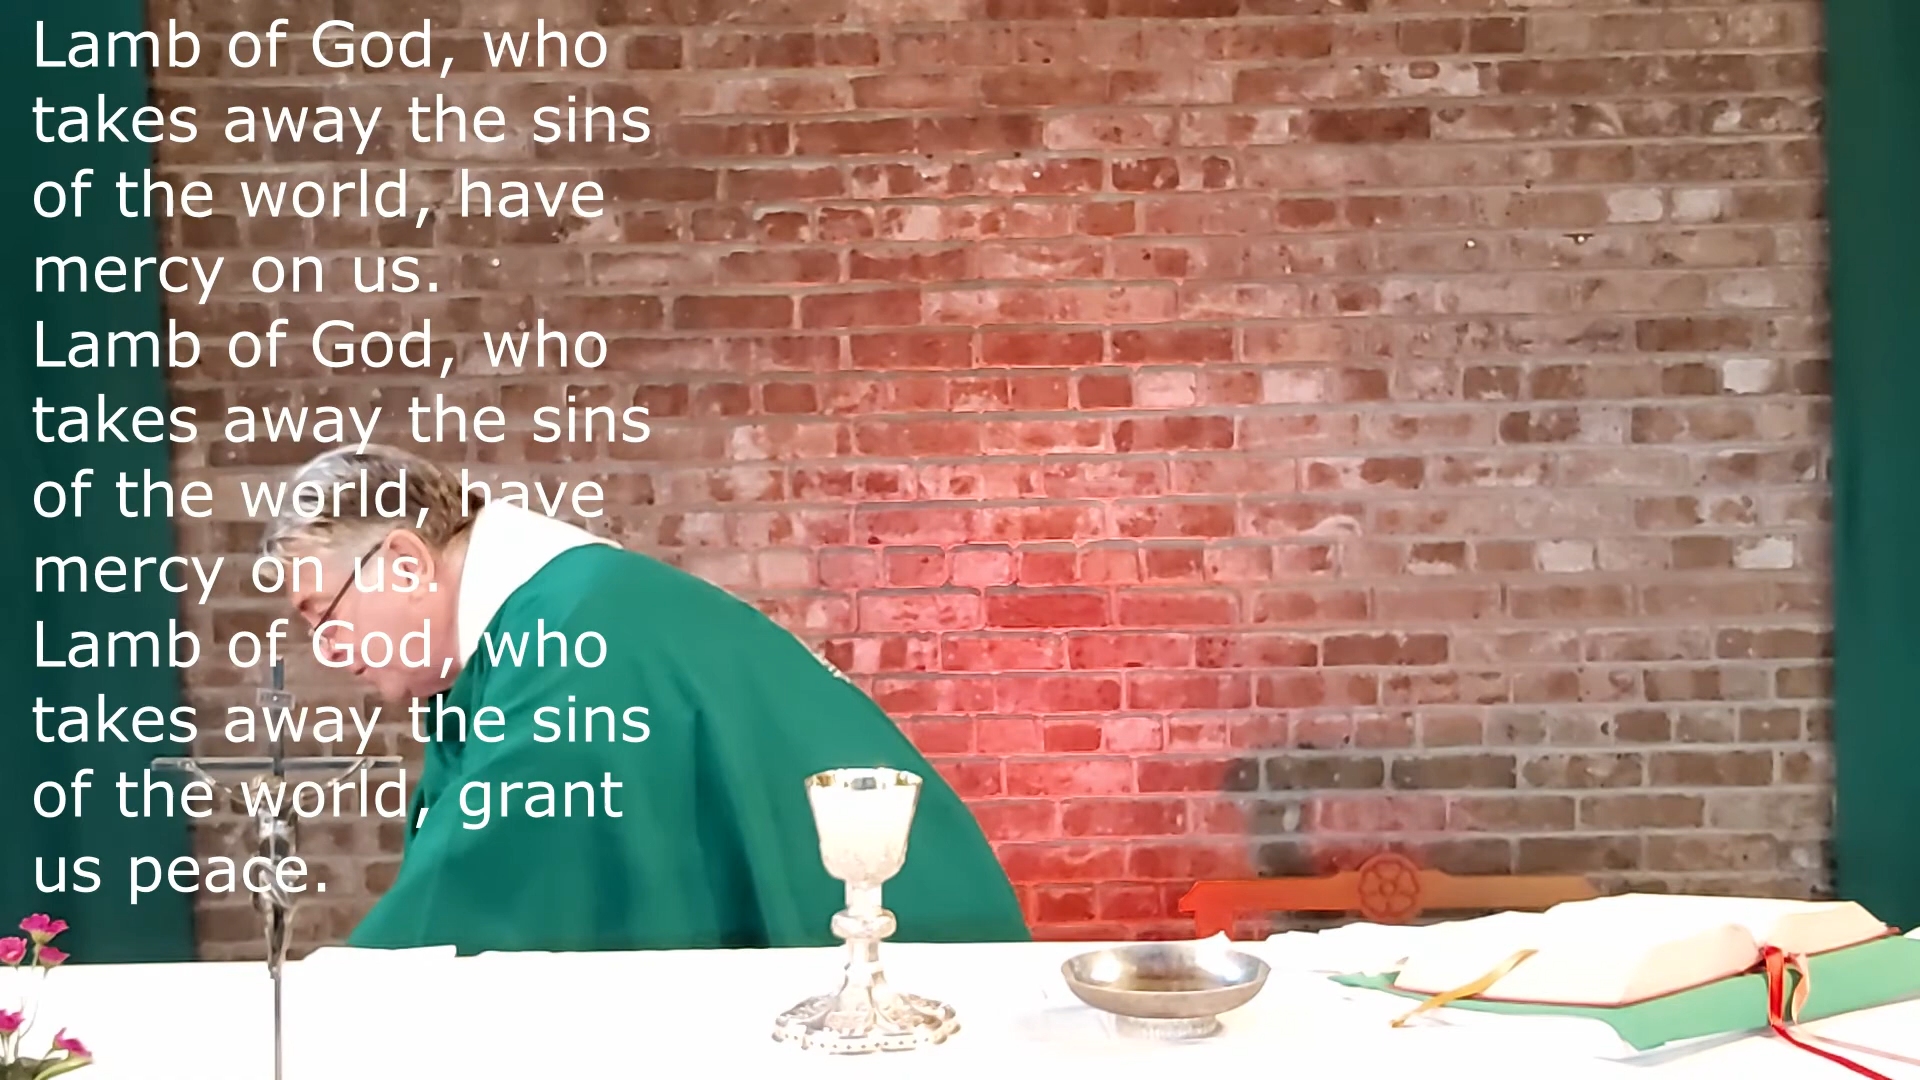 Lamb of God, who
takes away the sins
of the world, have
mercy on us.
Lamb of God, who
takes away the sins
of the world, have
mercy on us.
Lamb of God, who
takes away the sins
of the world, grant
us peace.